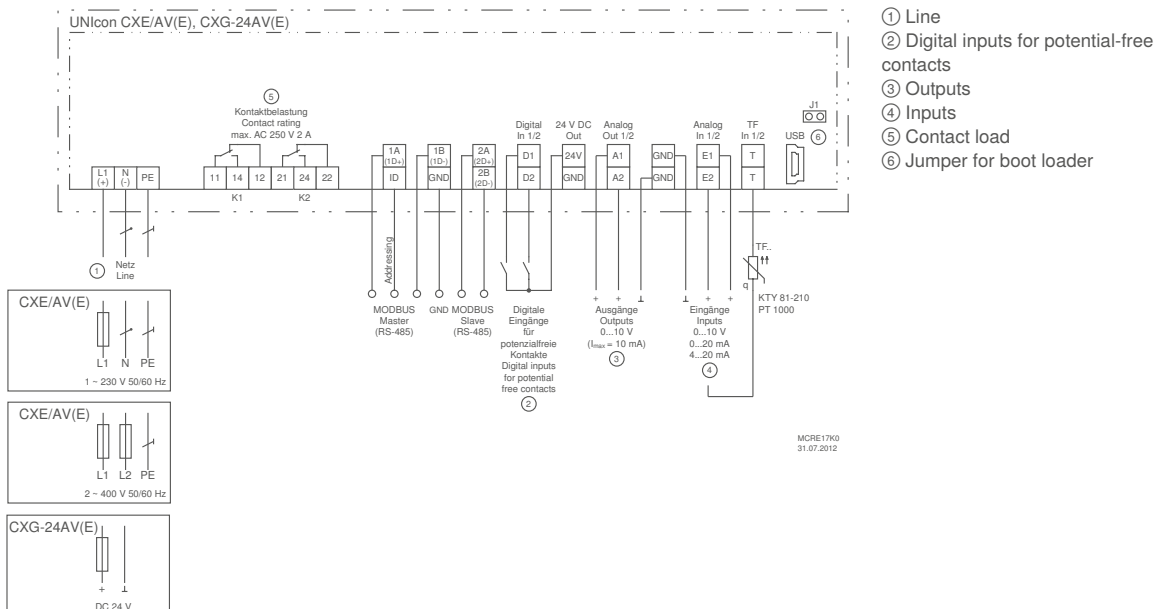 UNIcon CXE/AV(E), CXG-24AV(E)
① Line
② Digital inputs for potential-free
contacts
③ Outputs
④ Inputs
⑤ Contact load
⑥ Jumper for boot loader
⑤
Kontaktbelastung
Contact rating
max. AC 250 V 2 A
L1
(+)
N
(-)
PE
11 14 12 21 24 22
K1 K2
1A
(1D+)
ID
1B
(1D-)
GND
2A
(2D+)
2B
(2D-)
Digital
In 1/2
D1
D2
24 V DC
Out
24V
GND
Analog
Out 1/2
A1
A2
GND
GND
Analog
In 1/2
E1
E2
TF
In 1/2
T
T
USB
J1
⑥
①
Netz
Line
Addressing
MODBUS
Master
(RS-485)
GND
MODBUS
Slave
(RS-485)
Digitale
Eingänge
für
potenzialfreie
Kontakte
Digital inputs
for potential
free contacts
②
+ + ⊥
Ausgänge
Outputs
0...10 V
(Imax = 10 mA)
③
⊥ + +
Eingänge
Inputs
0...10 V
0...20 mA
4...20 mA
④
TF..
q
KTY 81-210
PT 1000
MCRE17K0
31.07.2012
CXE/AV(E)
L1 N PE
1 ~ 230 V 50/60 Hz
CXE/AV(E)
L1 L2 PE
2 ~ 400 V 50/60 Hz
CXG-24AV(E)
+ ⊥
DC 24 V